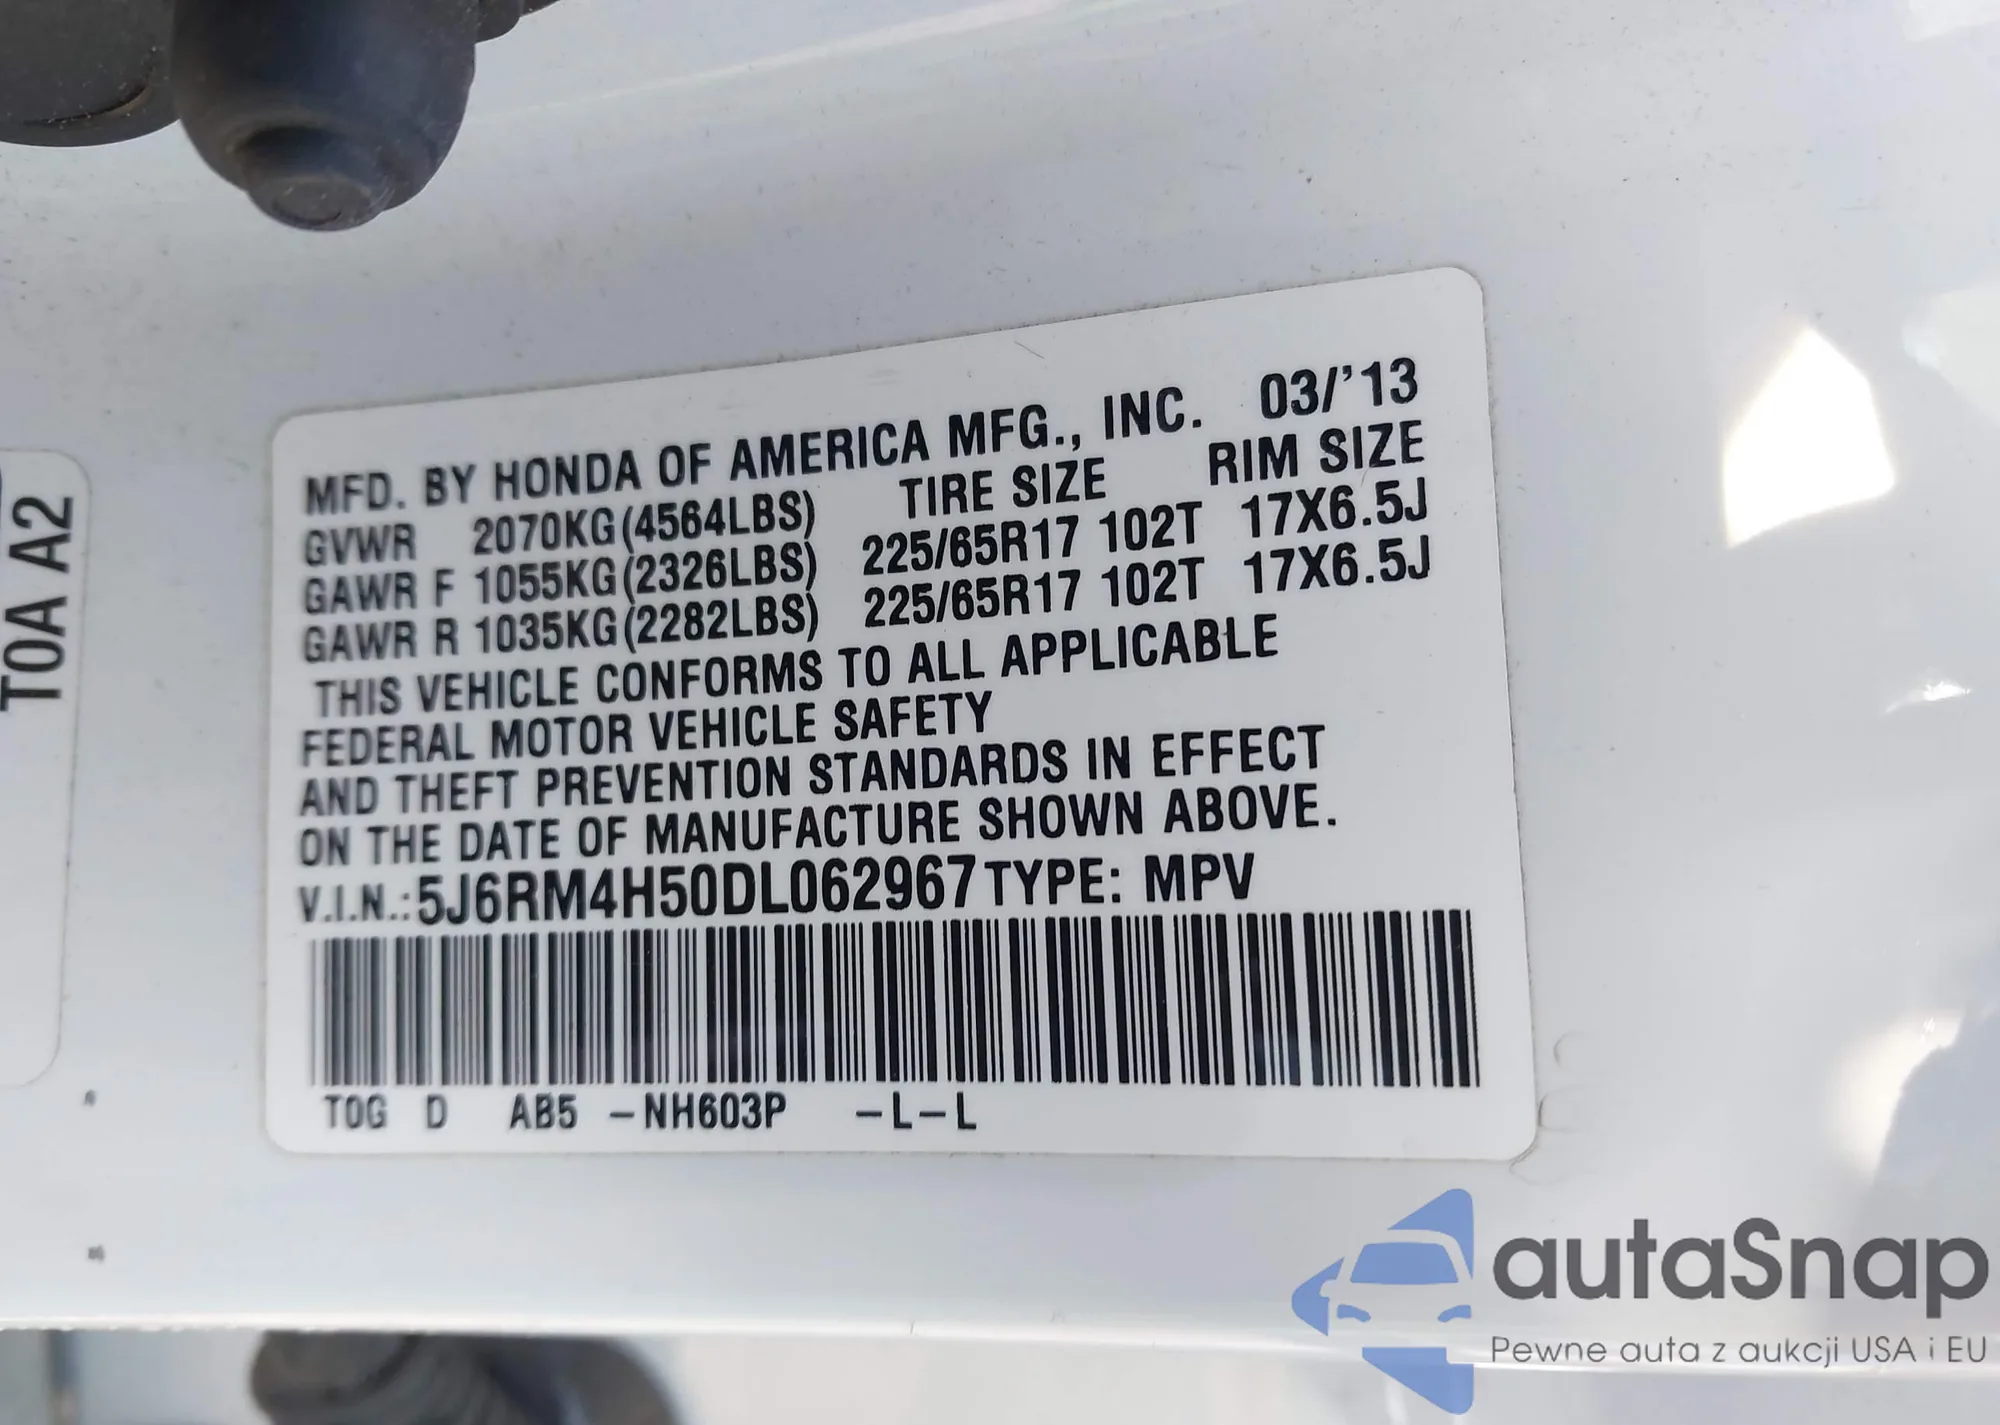 T0A A2
MFD. BY HONDA OF AMERICA MFG., INC. 03/'13
GVWR 2070KG(4564LBS) TIRE SIZE RIM SIZE
GAWR F 1055KG(2326LBS) 225/65R17 102T 17X6.5J
GAWR R 1035KG(2282LBS) 225/65R17 102T 17X6.5J
THIS VEHICLE CONFORMS TO ALL APPLICABLE
FEDERAL MOTOR VEHICLE SAFETY
AND THEFT PREVENTION STANDARDS IN EFFECT
ON THE DATE OF MANUFACTURE SHOWN ABOVE.
V.I.N.:5J6RM4H50DL062967 TYPE: MPV
T0G D AB5 -NH603P -L-L
autaSnap
Pewne auta z aukcji USA i EU